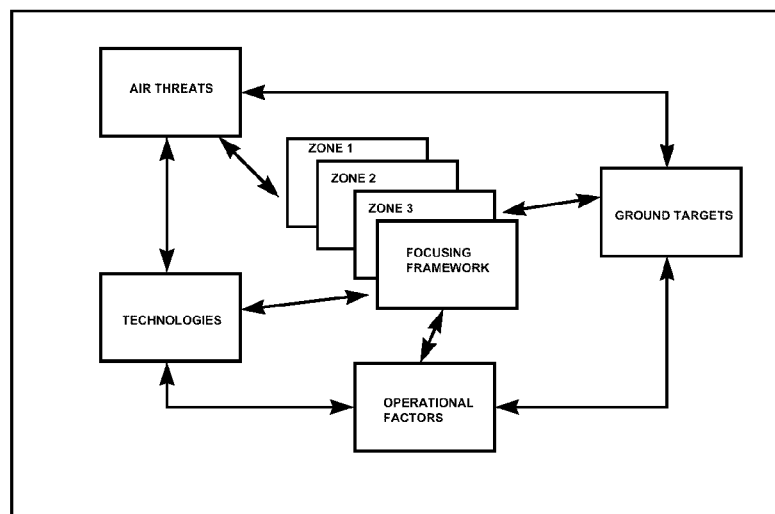 AIR THREATS
ZONE 1
ZONE 2
ZONE 3
FOCUSING
FRAMEWORK
GROUND TARGETS
TECHNOLOGIES
OPERATIONAL
FACTORS